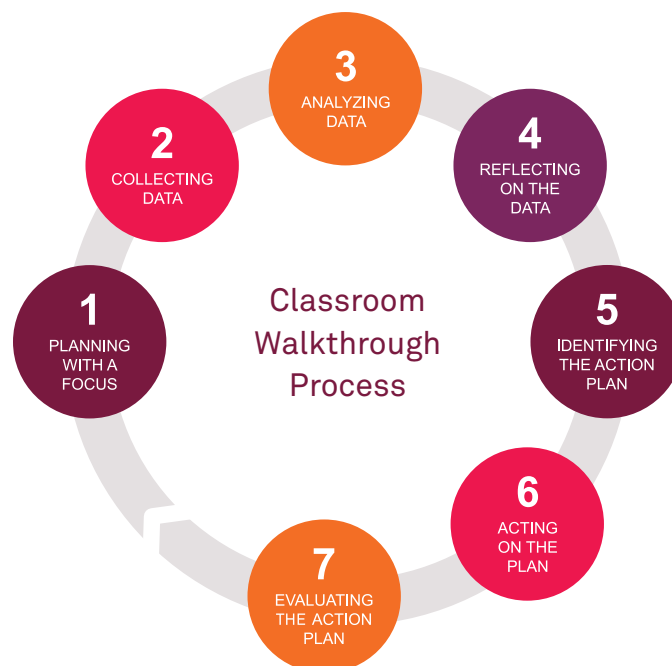 1
PLANNING
WITH A
FOCUS
2
COLLECTING
DATA
3
ANALYZING
DATA
4
REFLECTING
ON THE
DATA
5
IDENTIFYING
THE ACTION
PLAN
6
ACTING
ON THE
PLAN
7
EVALUATING
THE ACTION
PLAN
Classroom
Walkthrough
Process